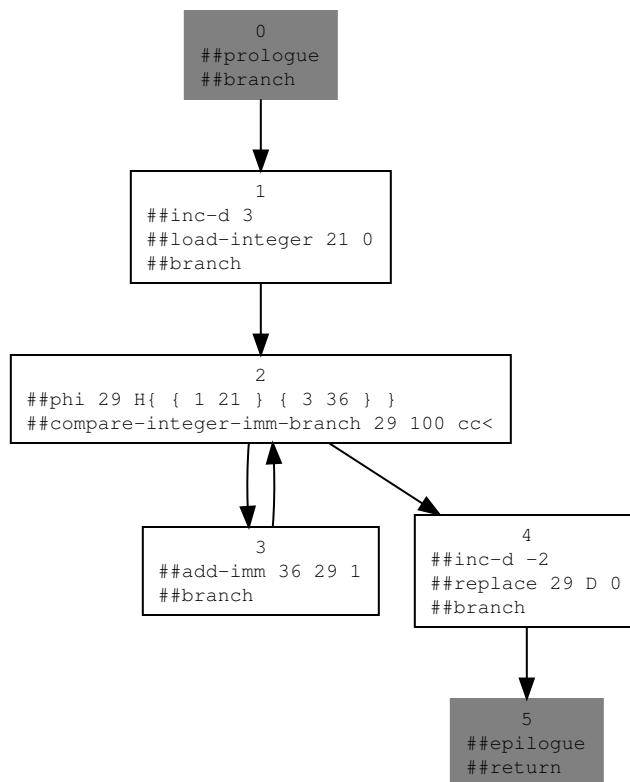 0
##prologue
##branch
1
##inc-d 3
##load-integer 21 0
##branch
2
##phi 29 H{ { 1 21 } { 3 36 } }
##compare-integer-imm-branch 29 100 cc<
3
##add-imm 36 29 1
##branch
4
##inc-d -2
##replace 29 D 0
##branch
5
##epilogue
##return